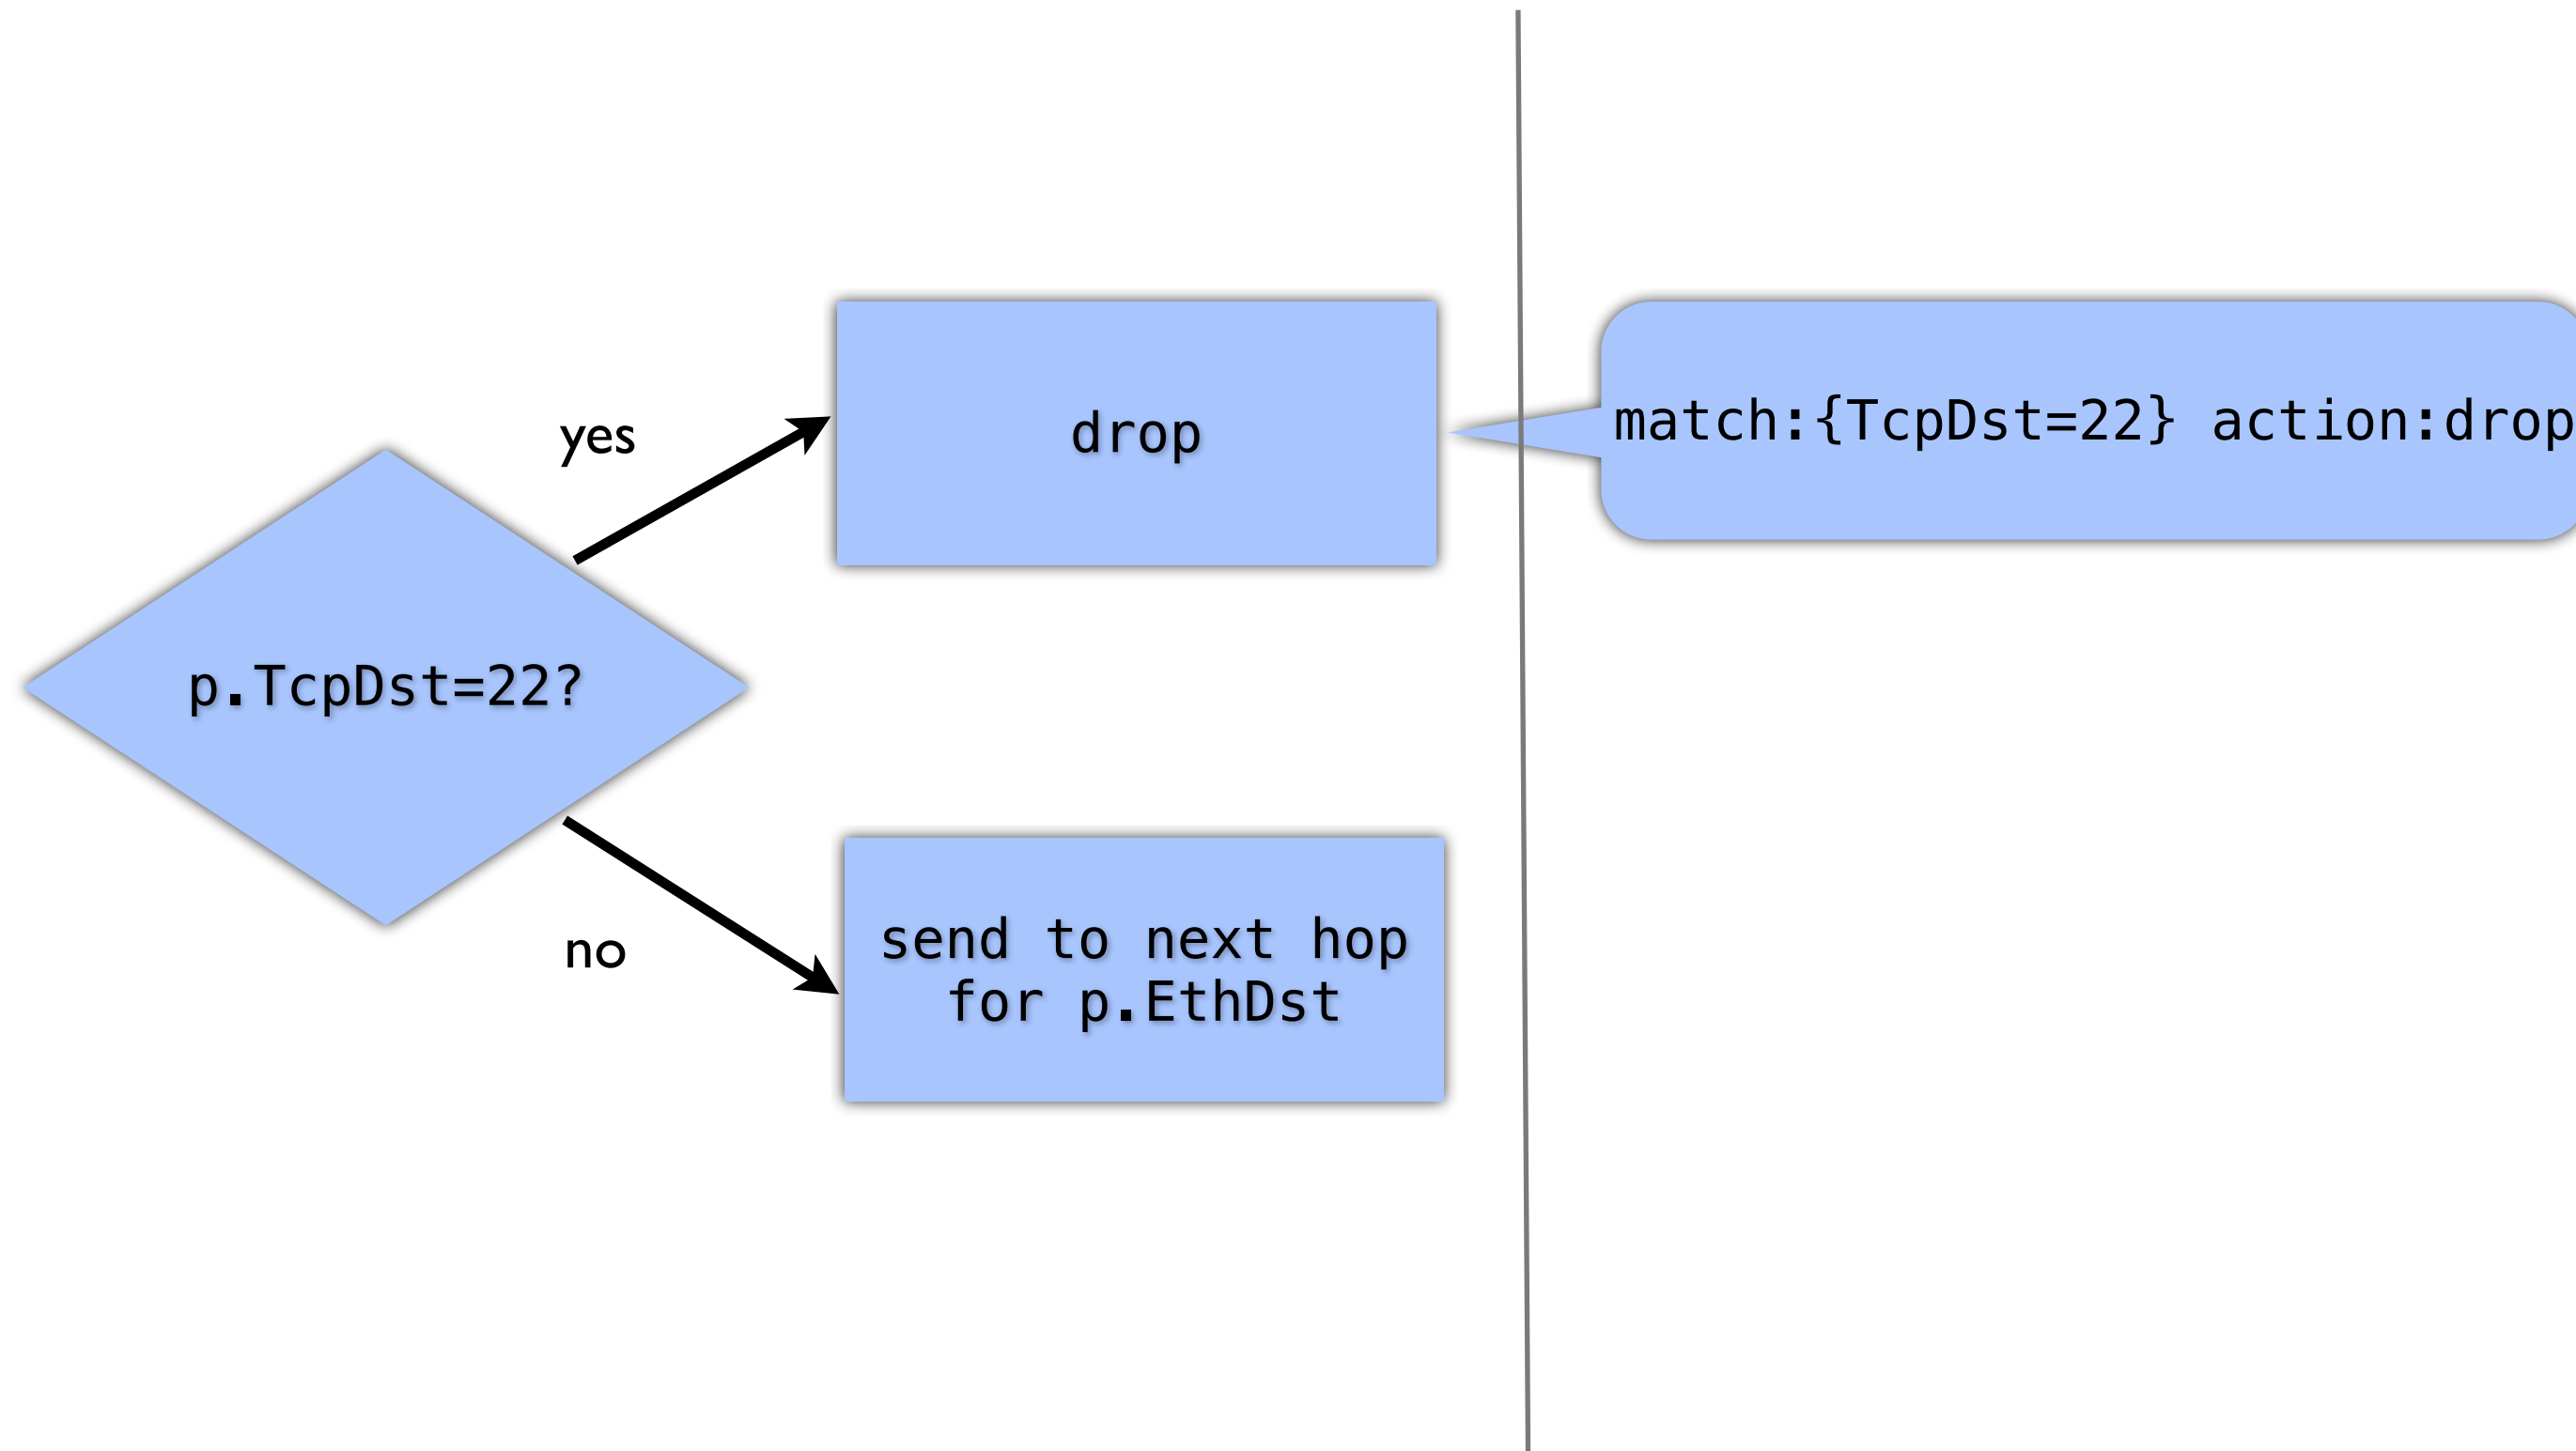 yes
drop
match:{TcpDst=22} action:drop
p.TcpDst=22?
no
send to next hop
for p.EthDst